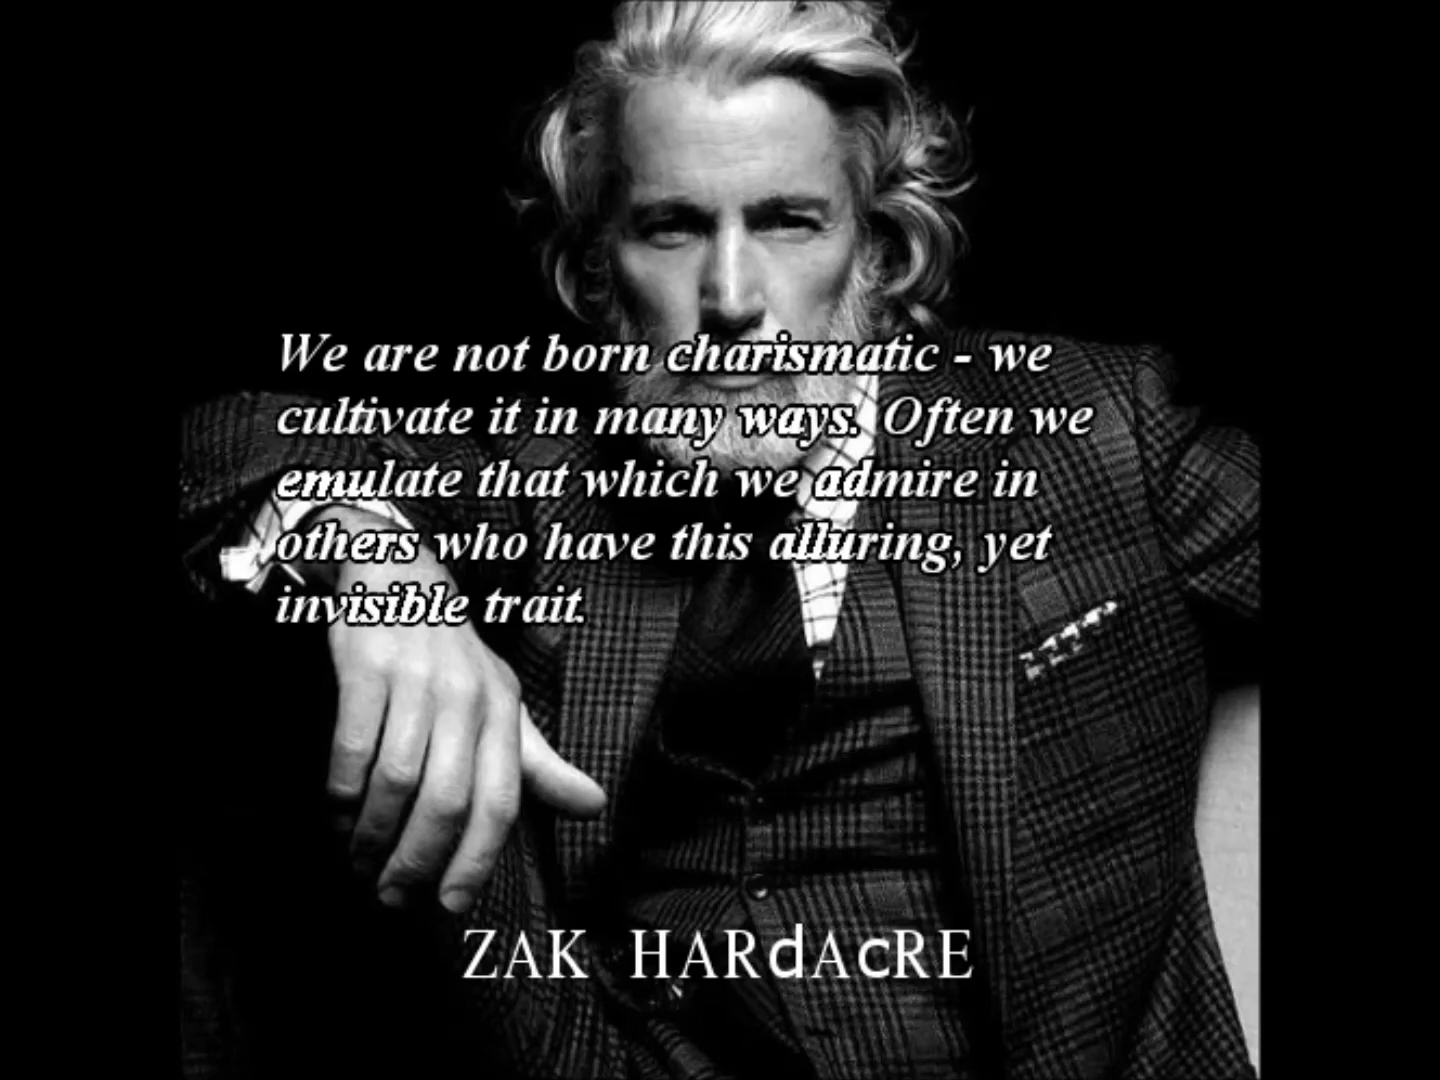 We are not born charismatic - we
cultivate it in many ways. Often we
emulate that which we admire in
others who have this alluring, yet
invisible trait.
ZAK HARdAcRE